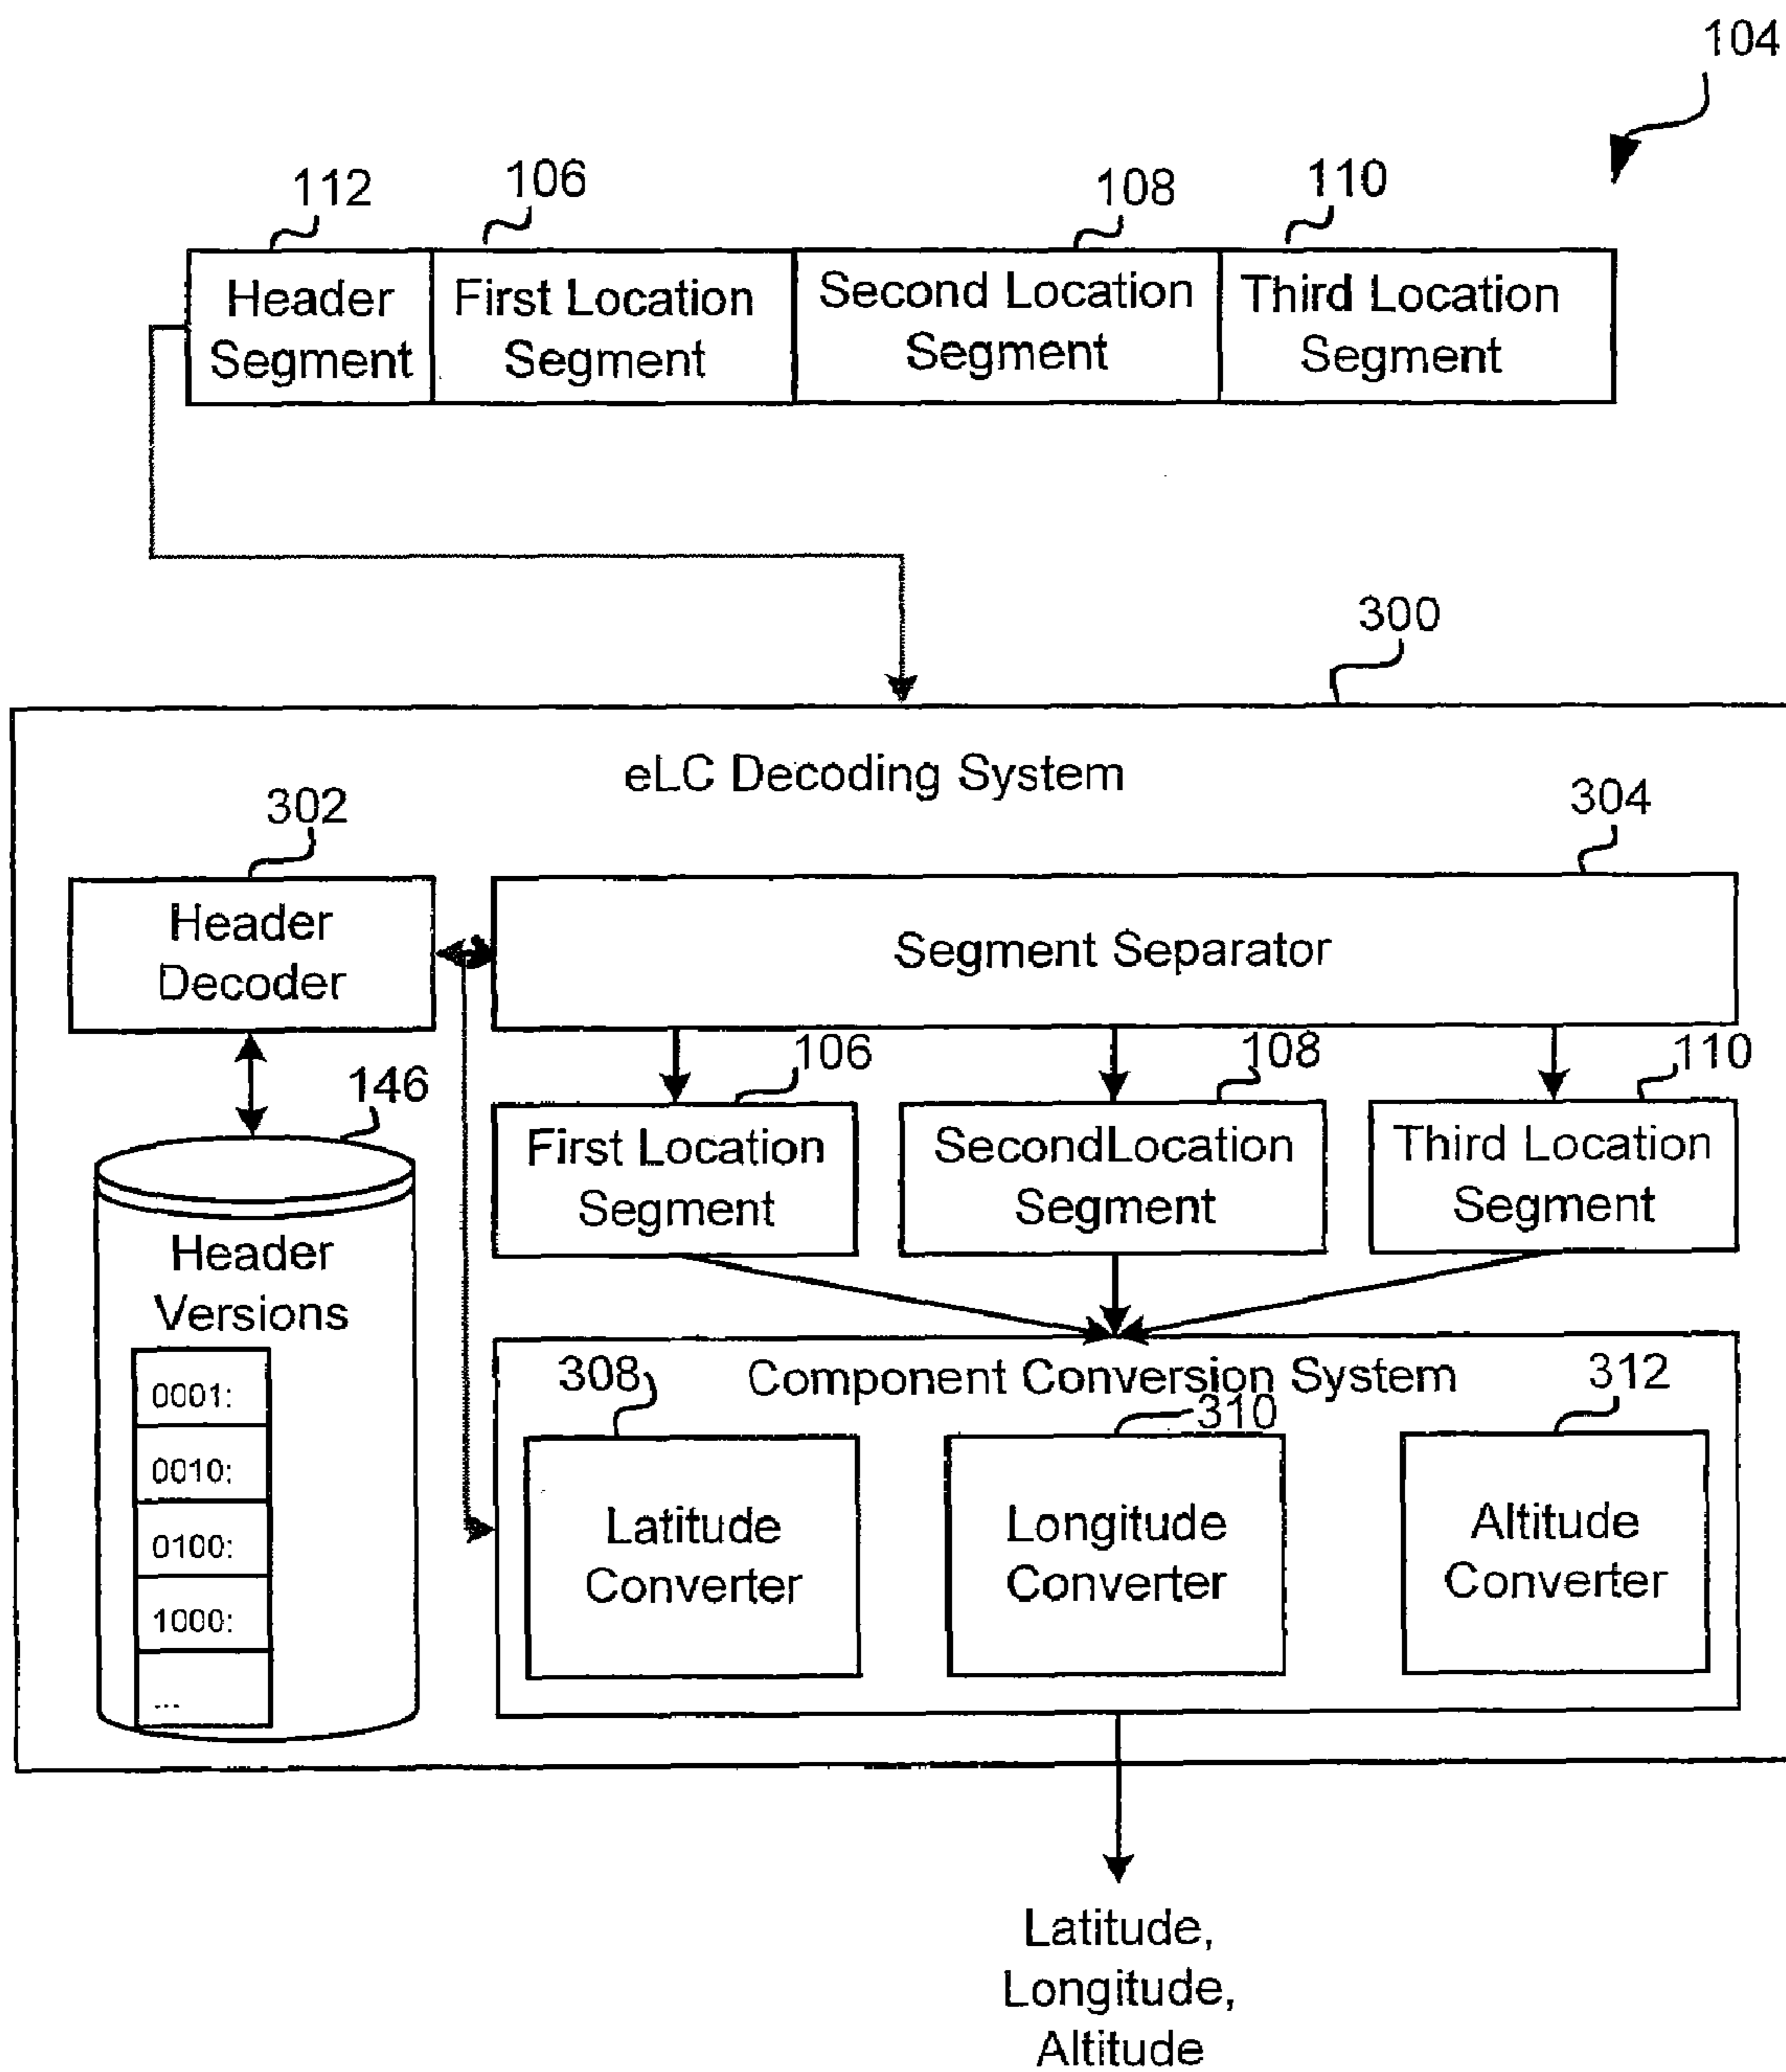 104
112
106
108
110
Header
Segment
First Location
Segment
Second Location
Segment
Third Location
Segment
300
eLC Decoding System
302
304
Header
Decoder
Segment Separator
146
106
108
110
First Location
Segment
SecondLocation
Segment
Third Location
Segment
Header
Versions
0001:
0010:
0100:
1000:
...
Component Conversion System
308
310
312
Latitude
Converter
Longitude
Converter
Altitude
Converter
Latitude,
Longitude,
Altitude